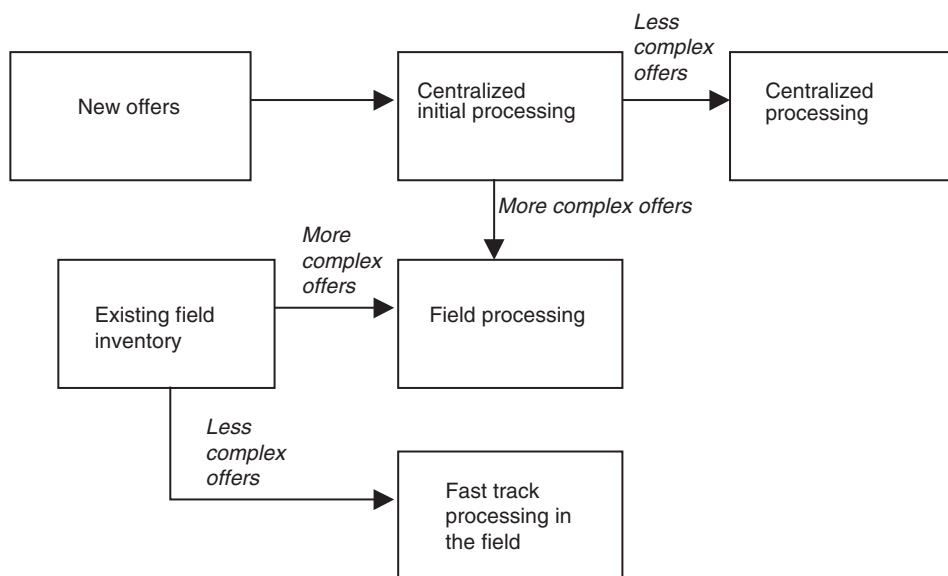 New offers
Centralized
initial processing
Less
complex
offers
Centralized
processing
More complex offers
Existing field
inventory
More
complex
offers
Field processing
Less
complex
offers
Fast track
processing in
the field